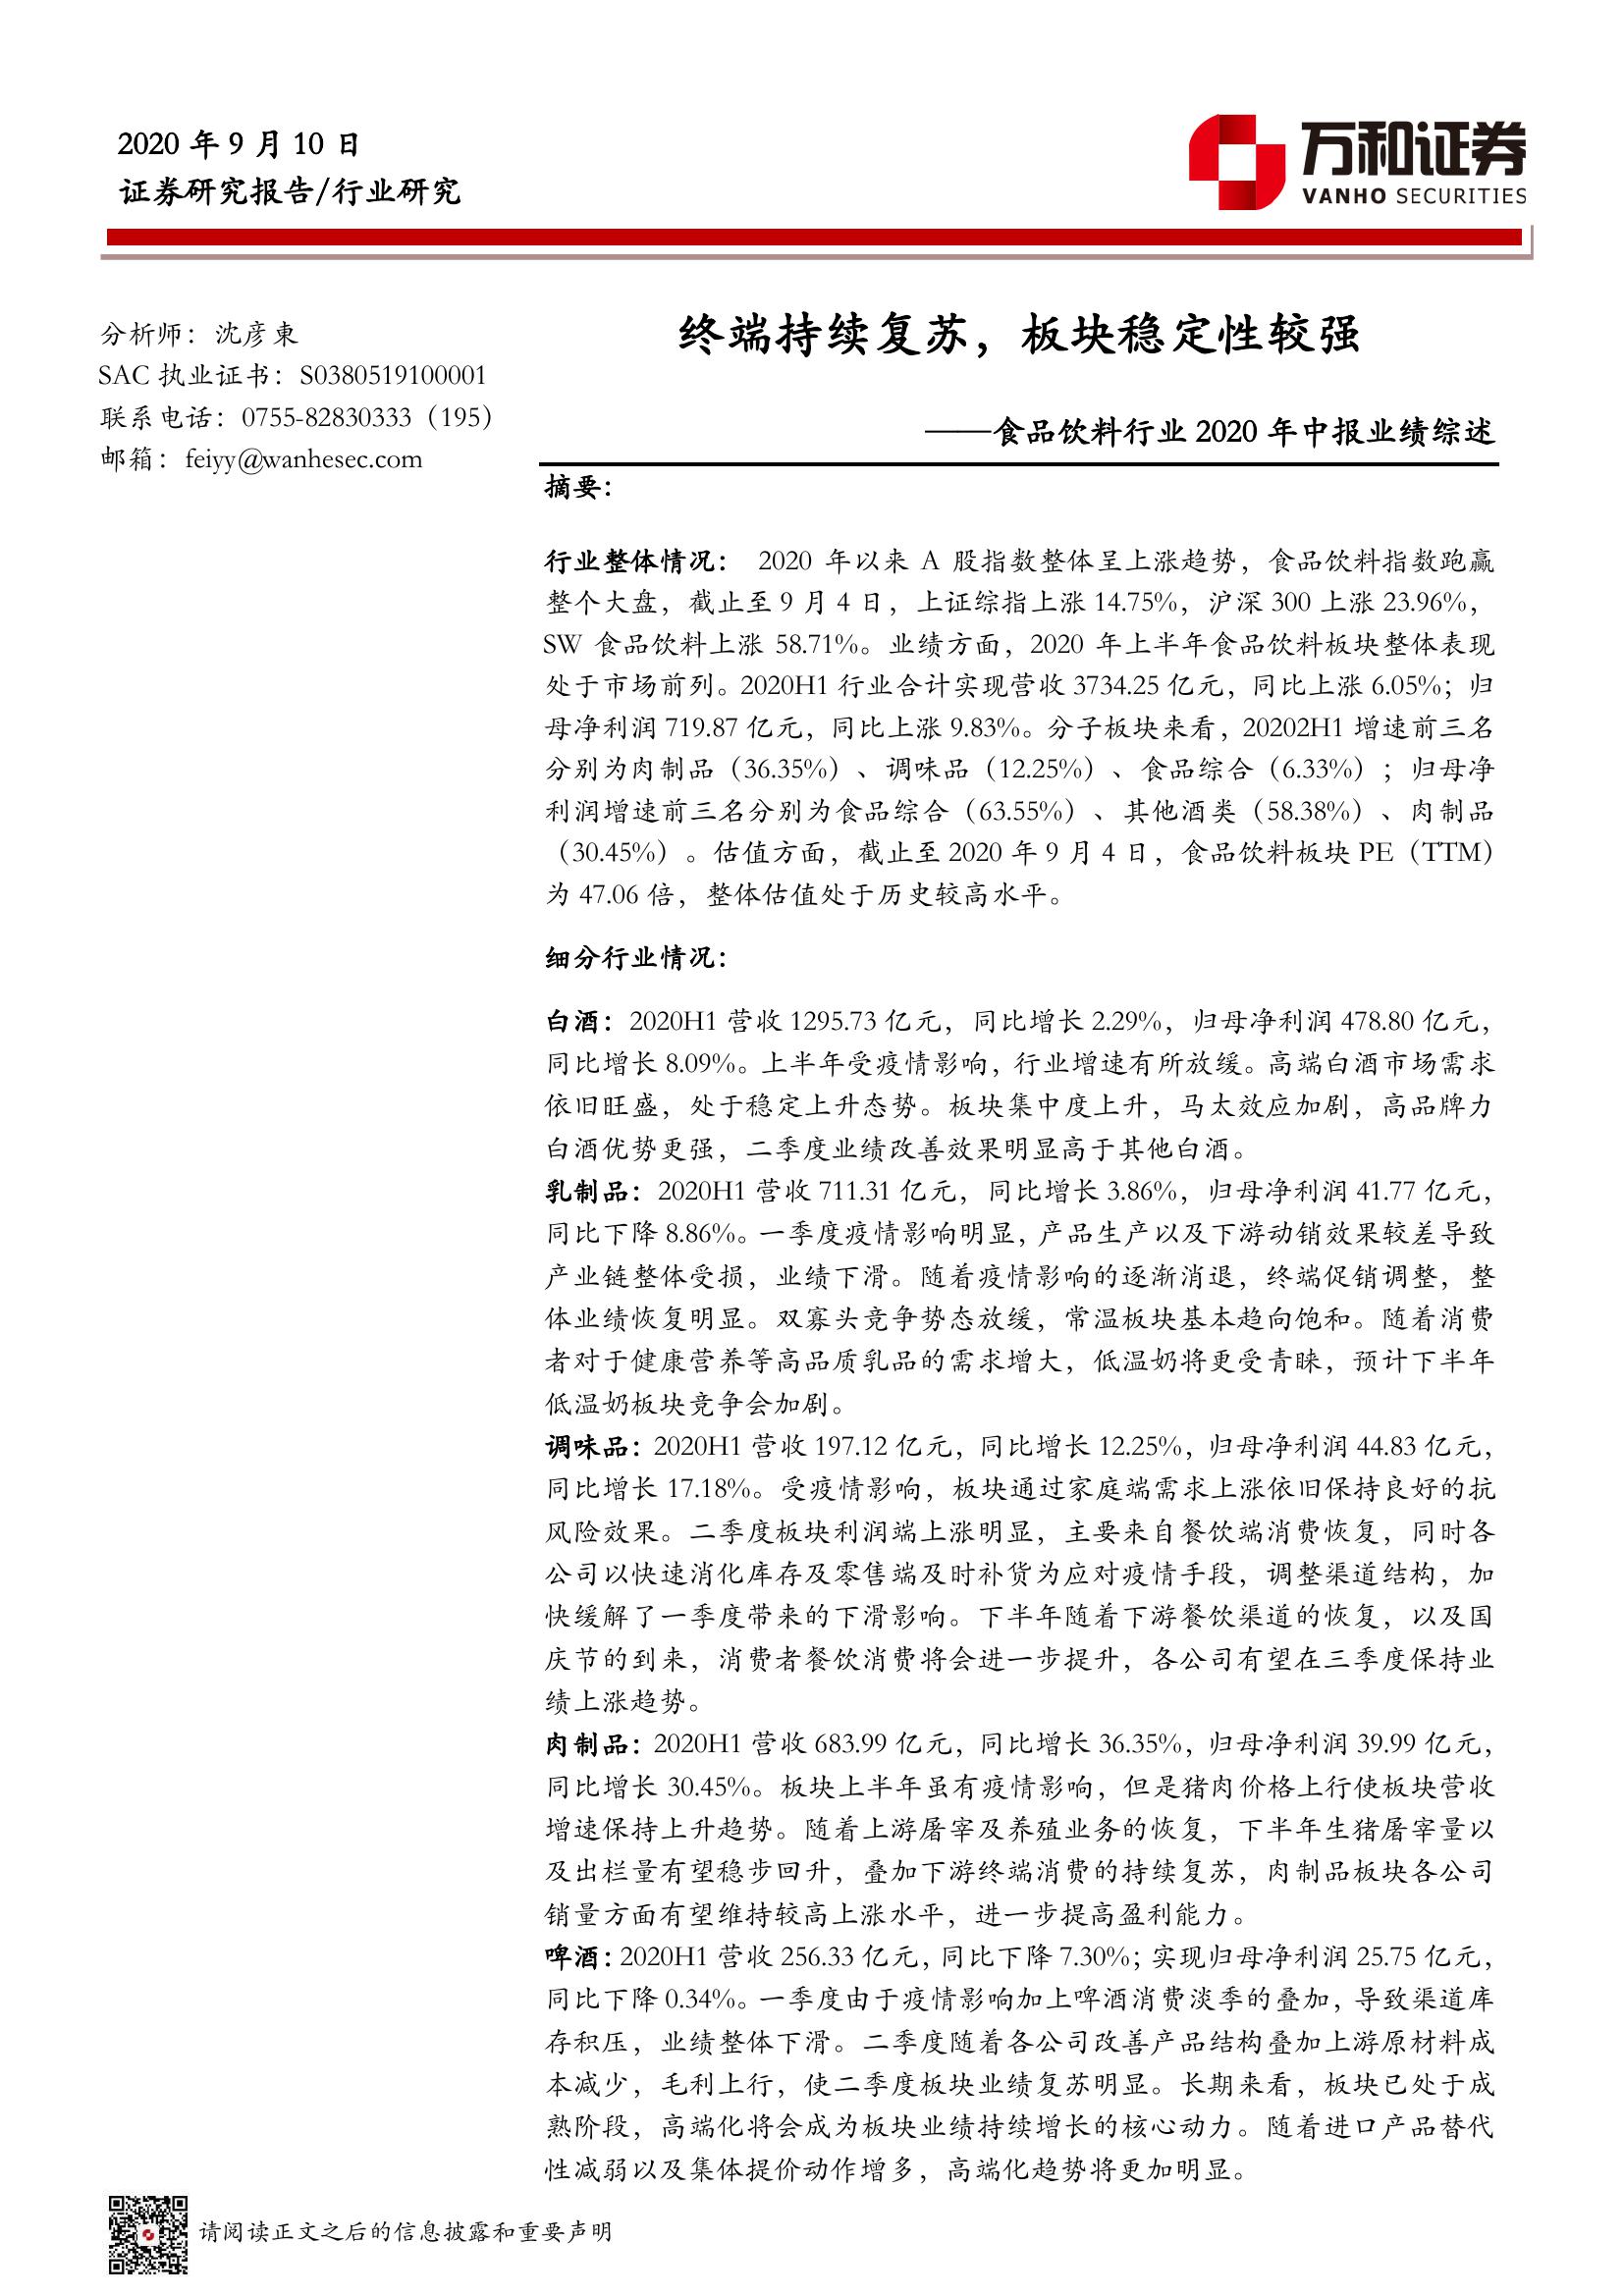 2020 年 9 月 10 日
证券研究报告/行业研究
万和证券
VANHO SECURITIES
分析师：沈彦東
SAC 执业证书：S0380519100001
联系电话：0755-82830333（195）
邮箱：feiyy@wanhesec.com
终端持续复苏，板块稳定性较强
——食品饮料行业 2020 年中报业绩综述
摘要：
行业整体情况： 2020 年以来 A 股指数整体呈上涨趋势，食品饮料指数跑赢
整个大盘，截止至 9 月 4 日，上证综指上涨 14.75%，沪深 300 上涨 23.96%，
SW 食品饮料上涨 58.71%。业绩方面，2020 年上半年食品饮料板块整体表现
处于市场前列。2020H1 行业合计实现营收 3734.25 亿元，同比上涨 6.05%；归
母净利润 719.87 亿元，同比上涨 9.83%。分子板块来看，20202H1 增速前三名
分别为肉制品（36.35%）、调味品（12.25%）、食品综合（6.33%）；归母净
利润增速前三名分别为食品综合（63.55%）、其他酒类（58.38%）、肉制品
（30.45%）。估值方面，截止至 2020 年 9 月 4 日，食品饮料板块 PE（TTM）
为 47.06 倍，整体估值处于历史较高水平。
细分行业情况：
白酒：2020H1 营收 1295.73 亿元，同比增长 2.29%，归母净利润 478.80 亿元，
同比增长 8.09%。上半年受疫情影响，行业增速有所放缓。高端白酒市场需求
依旧旺盛，处于稳定上升态势。板块集中度上升，马太效应加剧，高品牌力
白酒优势更强，二季度业绩改善效果明显高于其他白酒。
乳制品：2020H1 营收 711.31 亿元，同比增长 3.86%，归母净利润 41.77 亿元，
同比下降 8.86%。一季度疫情影响明显，产品生产以及下游动销效果较差导致
产业链整体受损，业绩下滑。随着疫情影响的逐渐消退，终端促销调整，整
体业绩恢复明显。双寡头竞争势态放缓，常温板块基本趋向饱和。随着消费
者对于健康营养等高品质乳品的需求增大，低温奶将更受青睐，预计下半年
低温奶板块竞争会加剧。
调味品：2020H1 营收 197.12 亿元，同比增长 12.25%，归母净利润 44.83 亿元，
同比增长 17.18%。受疫情影响，板块通过家庭端需求上涨依旧保持良好的抗
风险效果。二季度板块利润端上涨明显，主要来自餐饮端消费恢复，同时各
公司以快速消化库存及零售端及时补货为应对疫情手段，调整渠道结构，加
快缓解了一季度带来的下滑影响。下半年随着下游餐饮渠道的恢复，以及国
庆节的到来，消费者餐饮消费将会进一步提升，各公司有望在三季度保持业
绩上涨趋势。
肉制品：2020H1 营收 683.99 亿元，同比增长 36.35%，归母净利润 39.99 亿元，
同比增长 30.45%。板块上半年虽有疫情影响，但是猪肉价格上行使板块营收
增速保持上升趋势。随着上游屠宰及养殖业务的恢复，下半年生猪屠宰量以
及出栏量有望稳步回升，叠加下游终端消费的持续复苏，肉制品板块各公司
销量方面有望维持较高上涨水平，进一步提高盈利能力。
啤酒：2020H1 营收 256.33 亿元，同比下降 7.30%；实现归母净利润 25.75 亿元，
同比下降 0.34%。一季度由于疫情影响加上啤酒消费淡季的叠加，导致渠道库
存积压，业绩整体下滑。二季度随着各公司改善产品结构叠加上游原材料成
本减少，毛利上行，使二季度板块业绩复苏明显。长期来看，板块已处于成
熟阶段，高端化将会成为板块业绩持续增长的核心动力。随着进口产品替代
性减弱以及集体提价动作增多，高端化趋势将更加明显。
请阅读正文之后的信息披露和重要声明